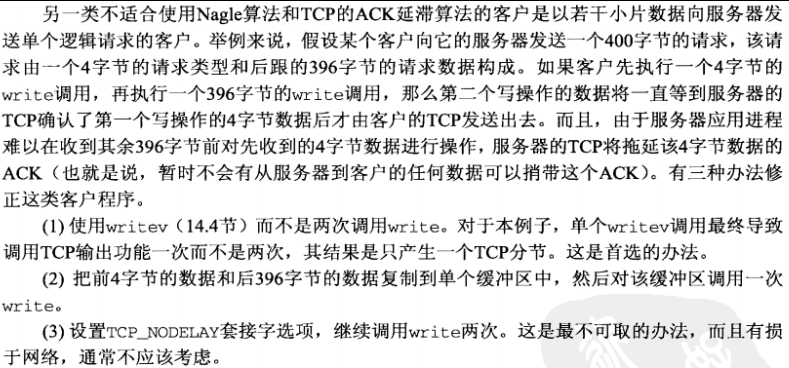 另一类不适合使用Nagle算法和TCP的ACK延滞算法的客户是以若干小片数据向服务器发
送单个逻辑请求的客户。举例来说，假设某个客户向它的服务器发送一个400字节的请求，该请
求由一个4字节的请求类型和后跟的396字节的请求数据构成。如果客户先执行一个4字节的
write调用，再执行一个396字节的write调用，那么第二个写操作的数据将一直等到服务器的
TCP确认了第一个写操作的4字节数据后才由客户的TCP发送出去。而且，由于服务器应用进程
难以在收到其余396字节前对先收到的4字节数据进行操作，服务器的TCP将拖延该4字节数据的
ACK（也就是说，暂时不会有从服务器到客户的任何数据可以捎带这个ACK）。有三种办法修
正这类客户程序。
(1) 使用writev（14.4节）而不是两次调用write。对于本例子，单个writev调用最终导致
调用TCP输出功能一次而不是两次，其结果是只产生一个TCP分节。这是首选的办法。
(2) 把前4字节的数据和后396字节的数据复制到单个缓冲区中，然后对该缓冲区调用一次
write。
(3) 设置TCP_NODELAY套接字选项，继续调用write两次。这是最不可取的办法，而且有损
于网络，通常不应该考虑。